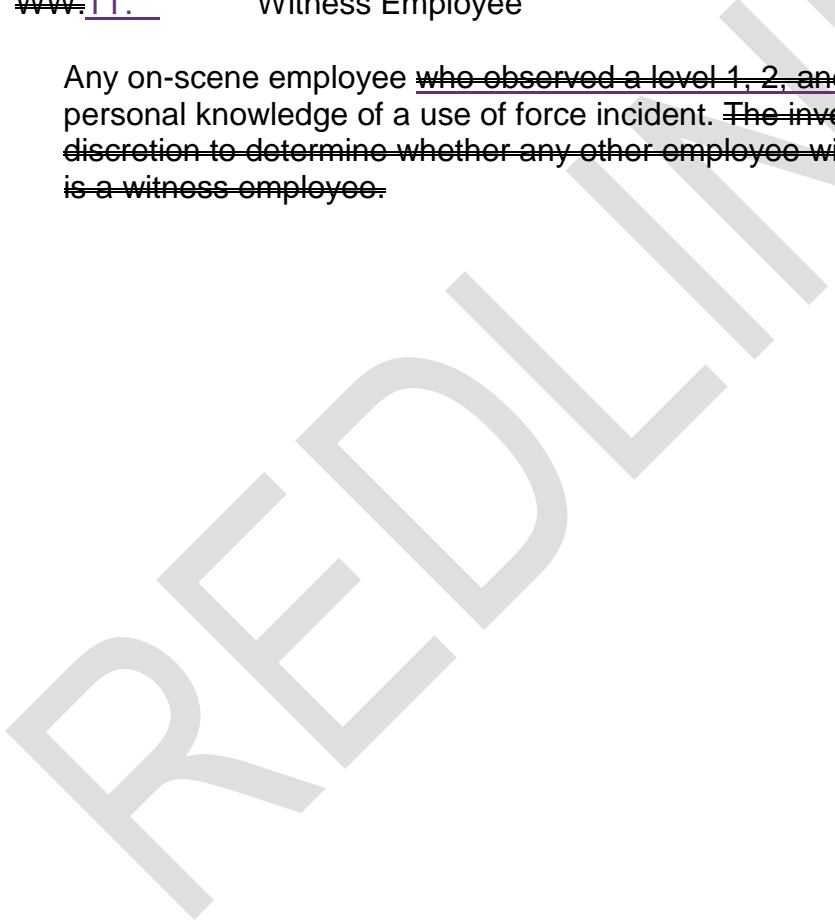 WW.TT. Witness Employee
Any on-scene employee who observed a level 1, 2, and
personal knowledge of a use of force incident. The inve
discretion to determine whether any other employee wi
is a witness employee.
REDLIN